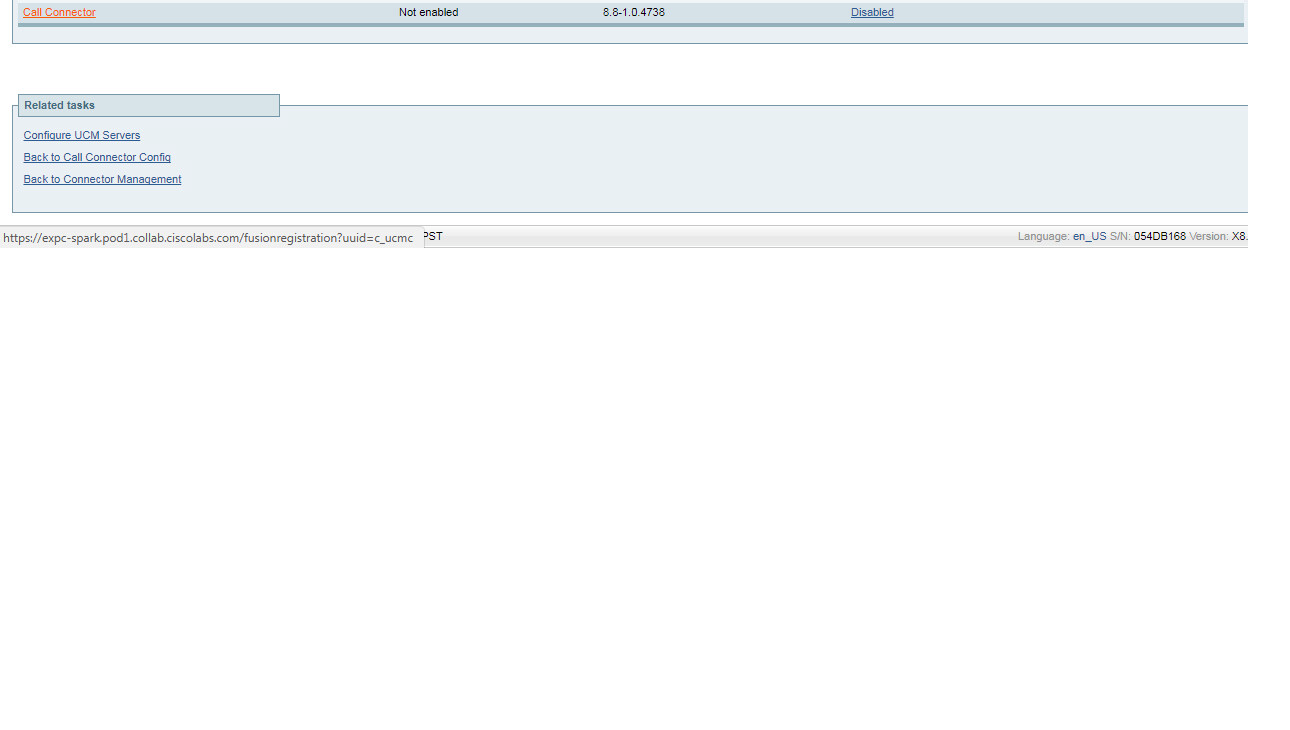 Call Connector Not enabled 8.8-1.0.4738 Disabled
Related tasks
Configure UCM Servers
Back to Call Connector Config
Back to Connector Management
https://expc-spark.pod1.collab.ciscolabs.com/fusionregistration?uuid=c_ucmc PST Language: en_US S/N: 054DB168 Version: X8.